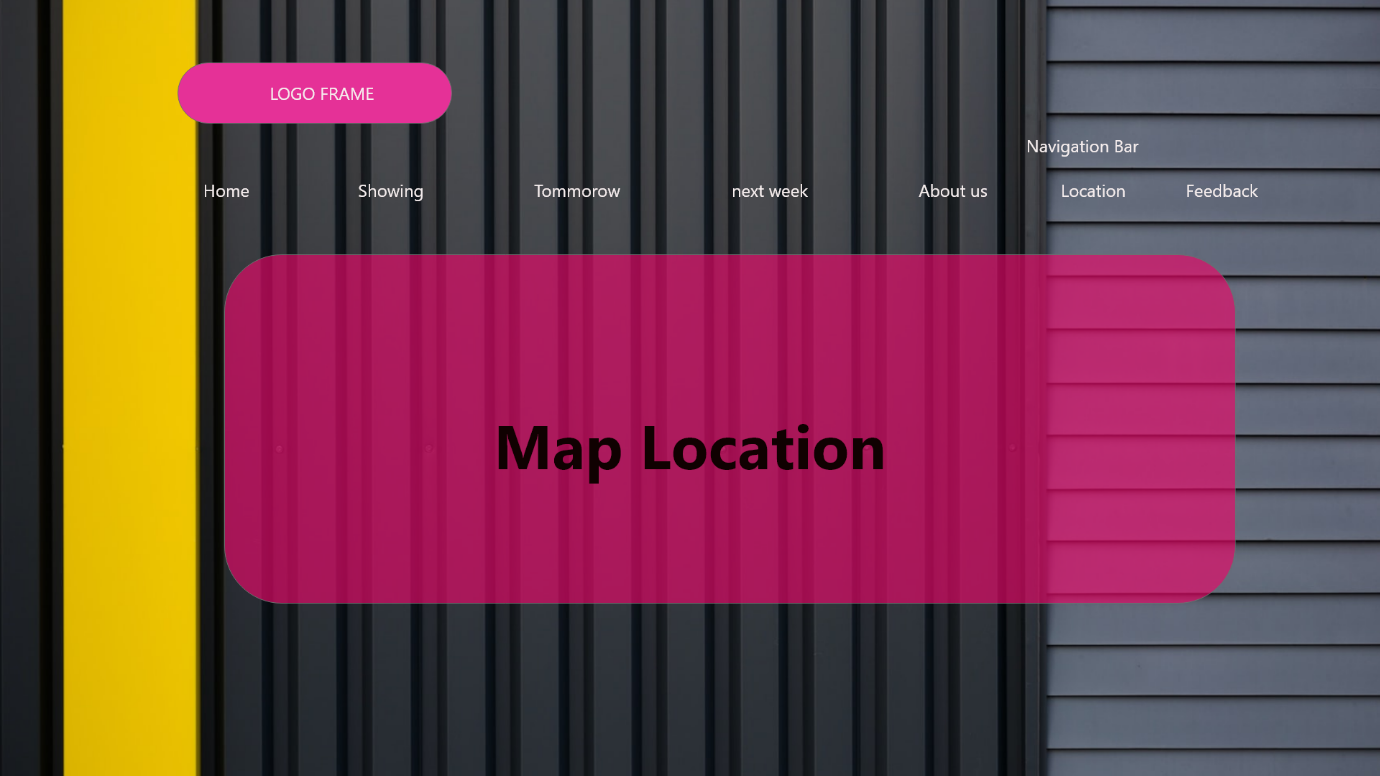 LOGO FRAME
Navigation Bar
Home Showing Tommorow next week About us Location Feedback
Map Location